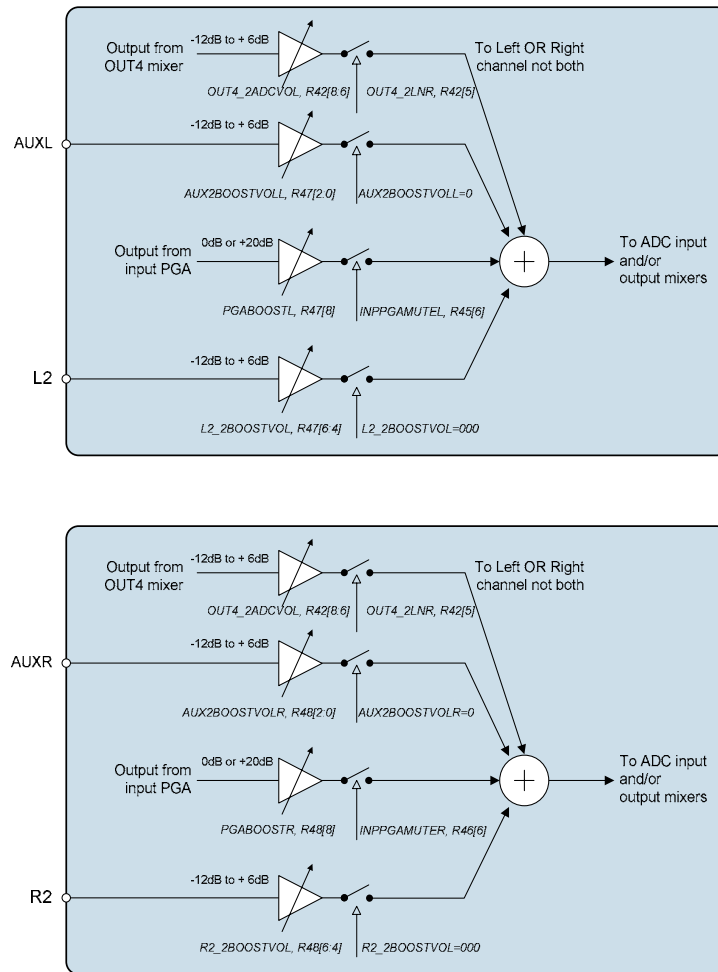 Output from
OUT4 mixer
-12dB to + 6dB
To Left OR Right
channel not both
OUT4_2ADCVOL, R42[8:6]
OUT4_2LNR, R42[5]
AUXL
-12dB to + 6dB
AUX2BOOSTVOLL, R47[2:0]
AUX2BOOSTVOLL=0
Output from
input PGA
0dB or +20dB
To ADC input
and/or
output mixers
PGABOOSTL, R47[8]
INPPGAMUTEL, R45[6]
L2
-12dB to + 6dB
L2_2BOOSTVOL, R47[6:4]
L2_2BOOSTVOL=000
Output from
OUT4 mixer
-12dB to + 6dB
To Left OR Right
channel not both
OUT4_2ADCVOL, R42[8:6]
OUT4_2LNR, R42[5]
AUXR
-12dB to + 6dB
AUX2BOOSTVOLR, R48[2:0]
AUX2BOOSTVOLR=0
Output from
input PGA
0dB or +20dB
To ADC input
and/or
output mixers
PGABOOSTR, R48[8]
INPPGAMUTER, R46[6]
R2
-12dB to + 6dB
R2_2BOOSTVOL, R48[6:4]
R2_2BOOSTVOL=000